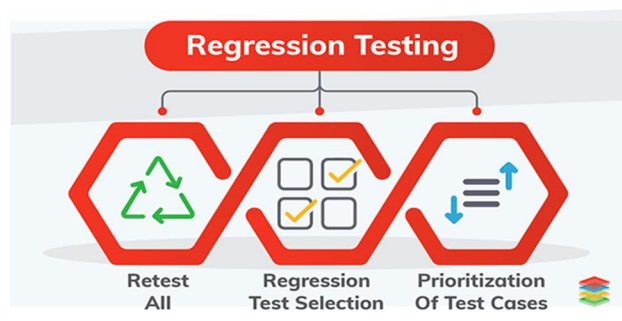 Regression Testing
Retest
All
Regression
Test Selection
Prioritization
Of Test Cases